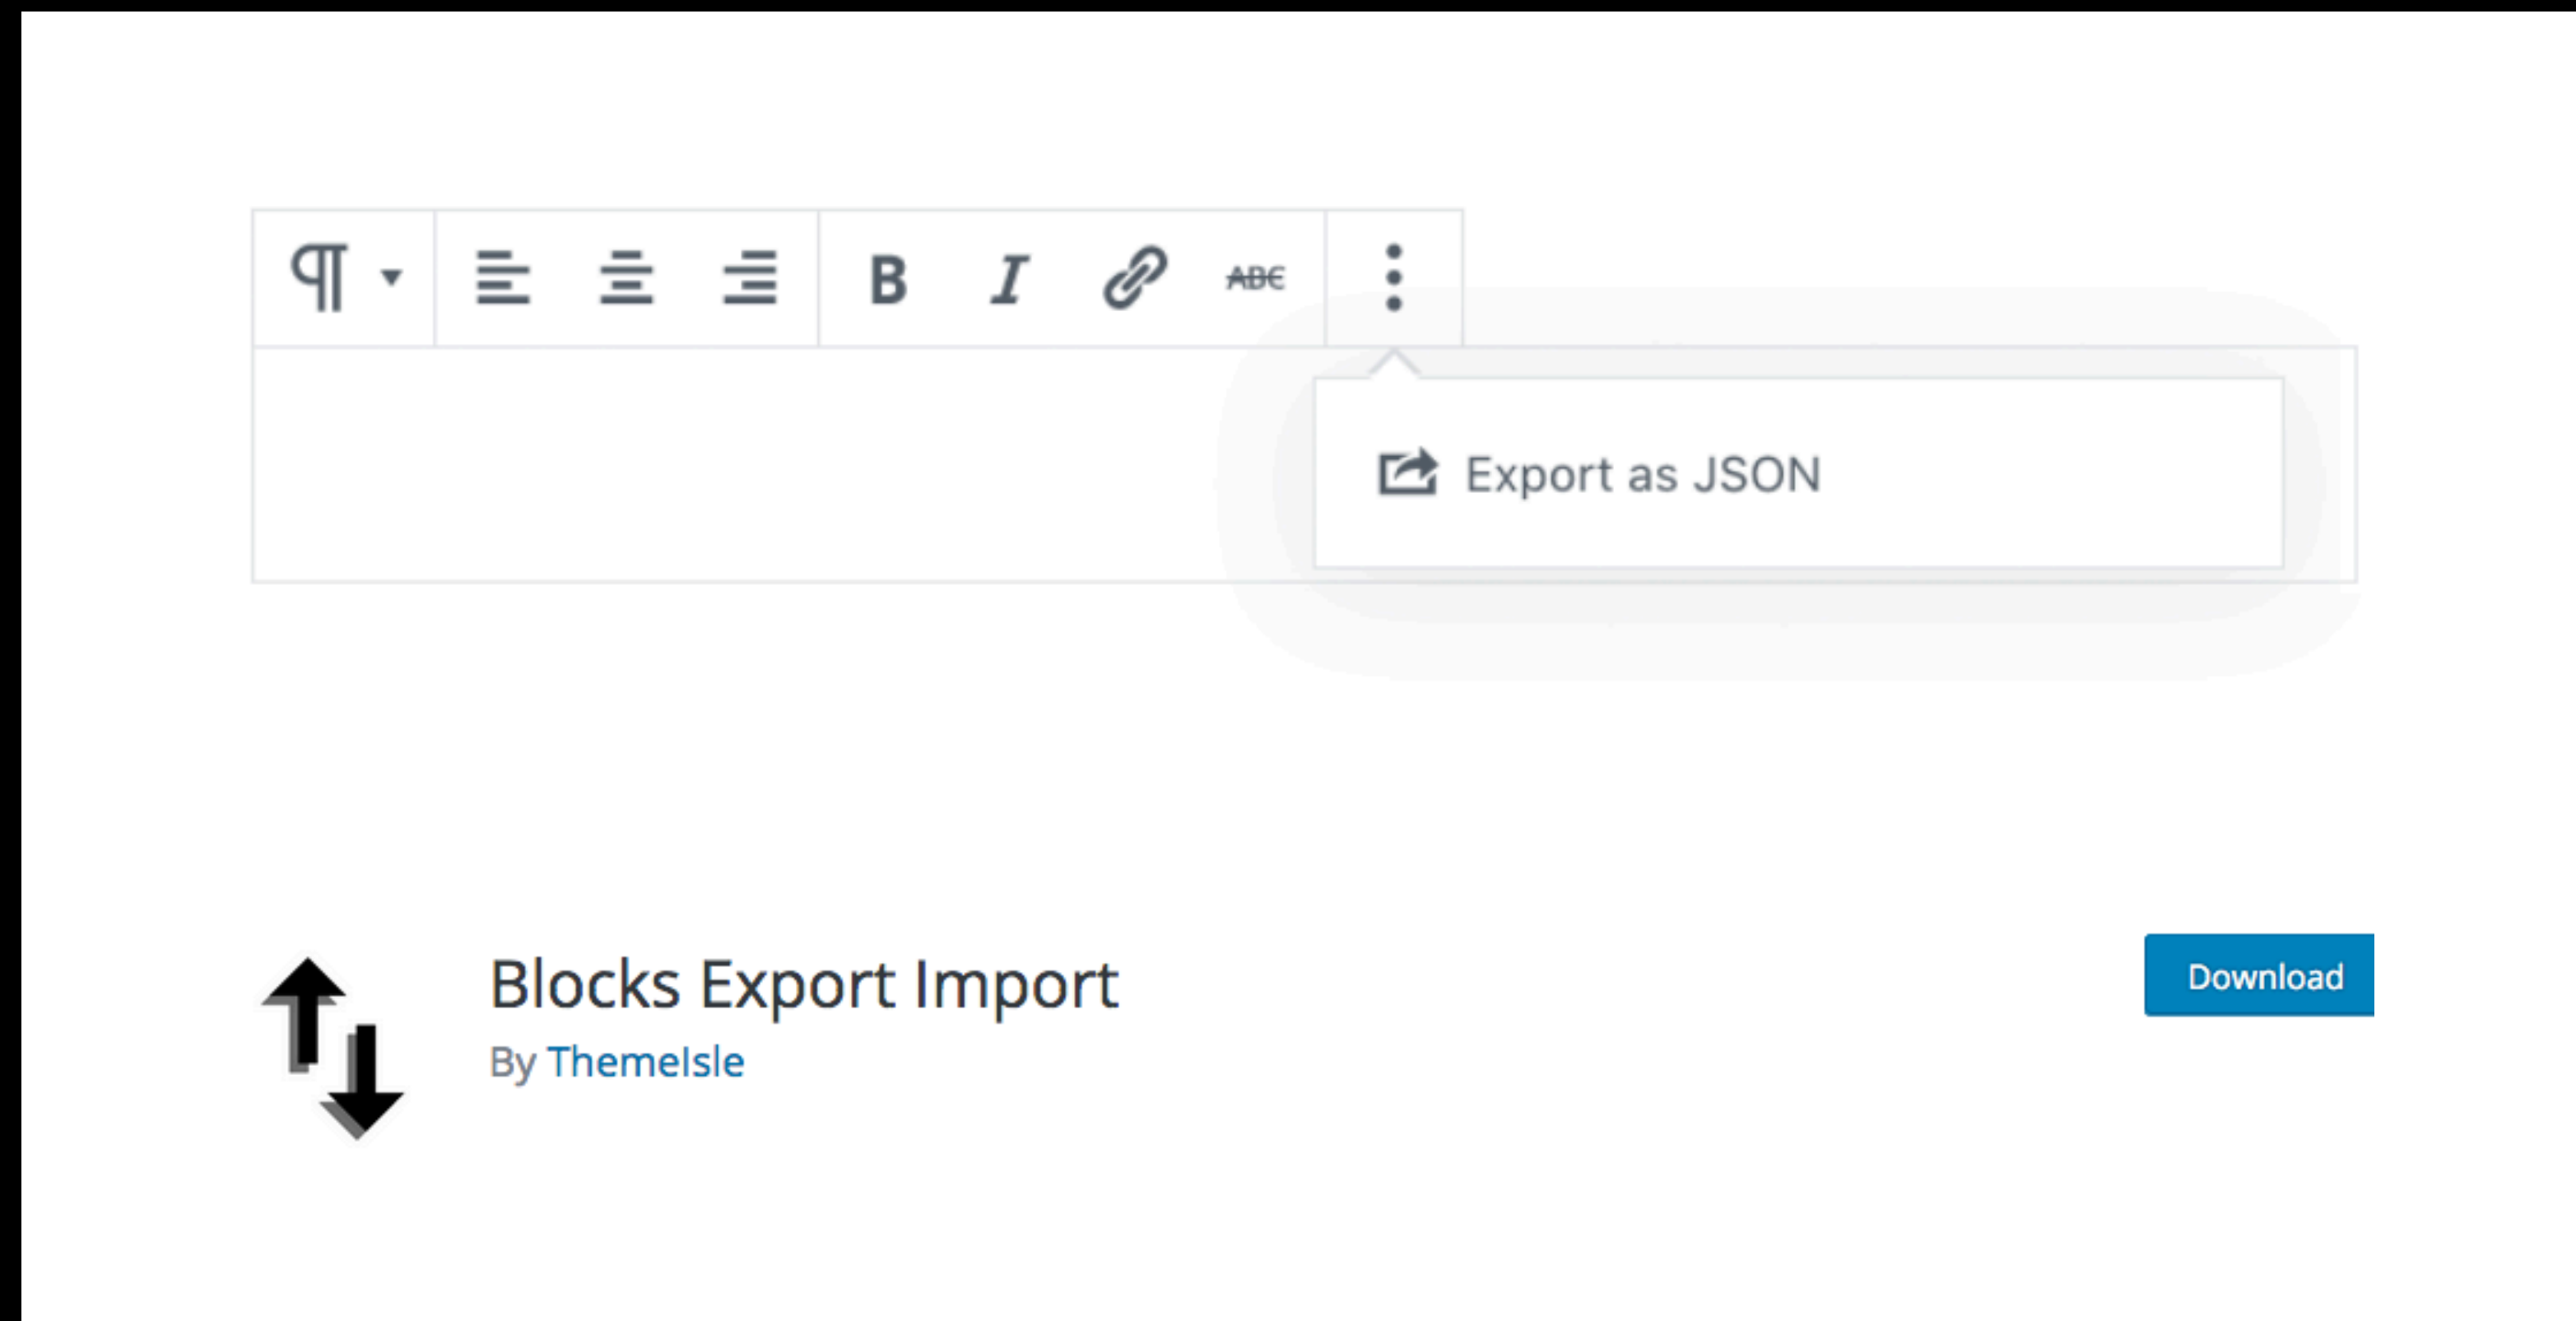 ¶ B I ABC
Export as JSON
Blocks Export Import
Download
By ThemeIsle